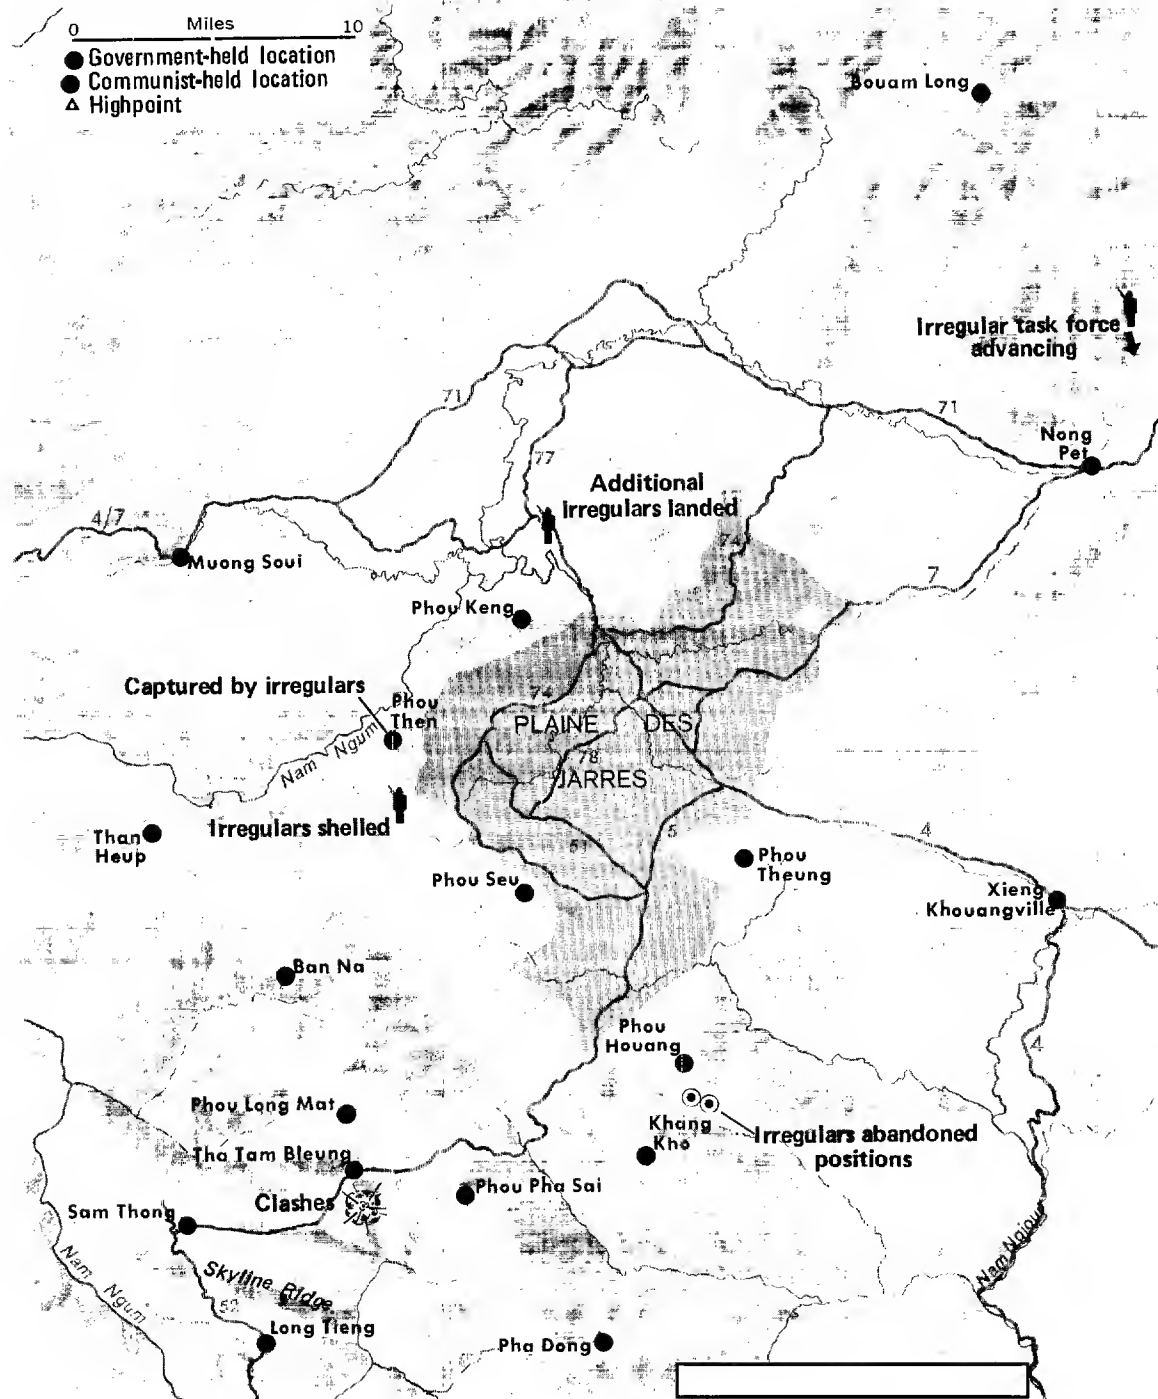 0 Miles 10
Government-held location
Communist-held location
Highpoint
Bouam Long
Irregular task force
advancing
71
71
Nong
Pet
77
Additional
irregulars landed
4/7
Muong Soui
74
7
Phou Keng
Captured by irregulars
Phou
Then
74
PLAINE DES
JARRES
78
Nam Ngum
Irregulars shelled
Than
Heup
5
4
51
Phou
Theung
Phou Seu
Xieng
Khouangville
Ban Na
Phou
Houang
4
Phou Long Mat
Khang
Kho
Irregulars abandoned
positions
Tha Tam Bleung
Phou Pha Sai
Clashes
Sam Thong
Nam Ngum
Skyline Ridge
Nam Ngiou
52
Long Tieng
Pha Dong